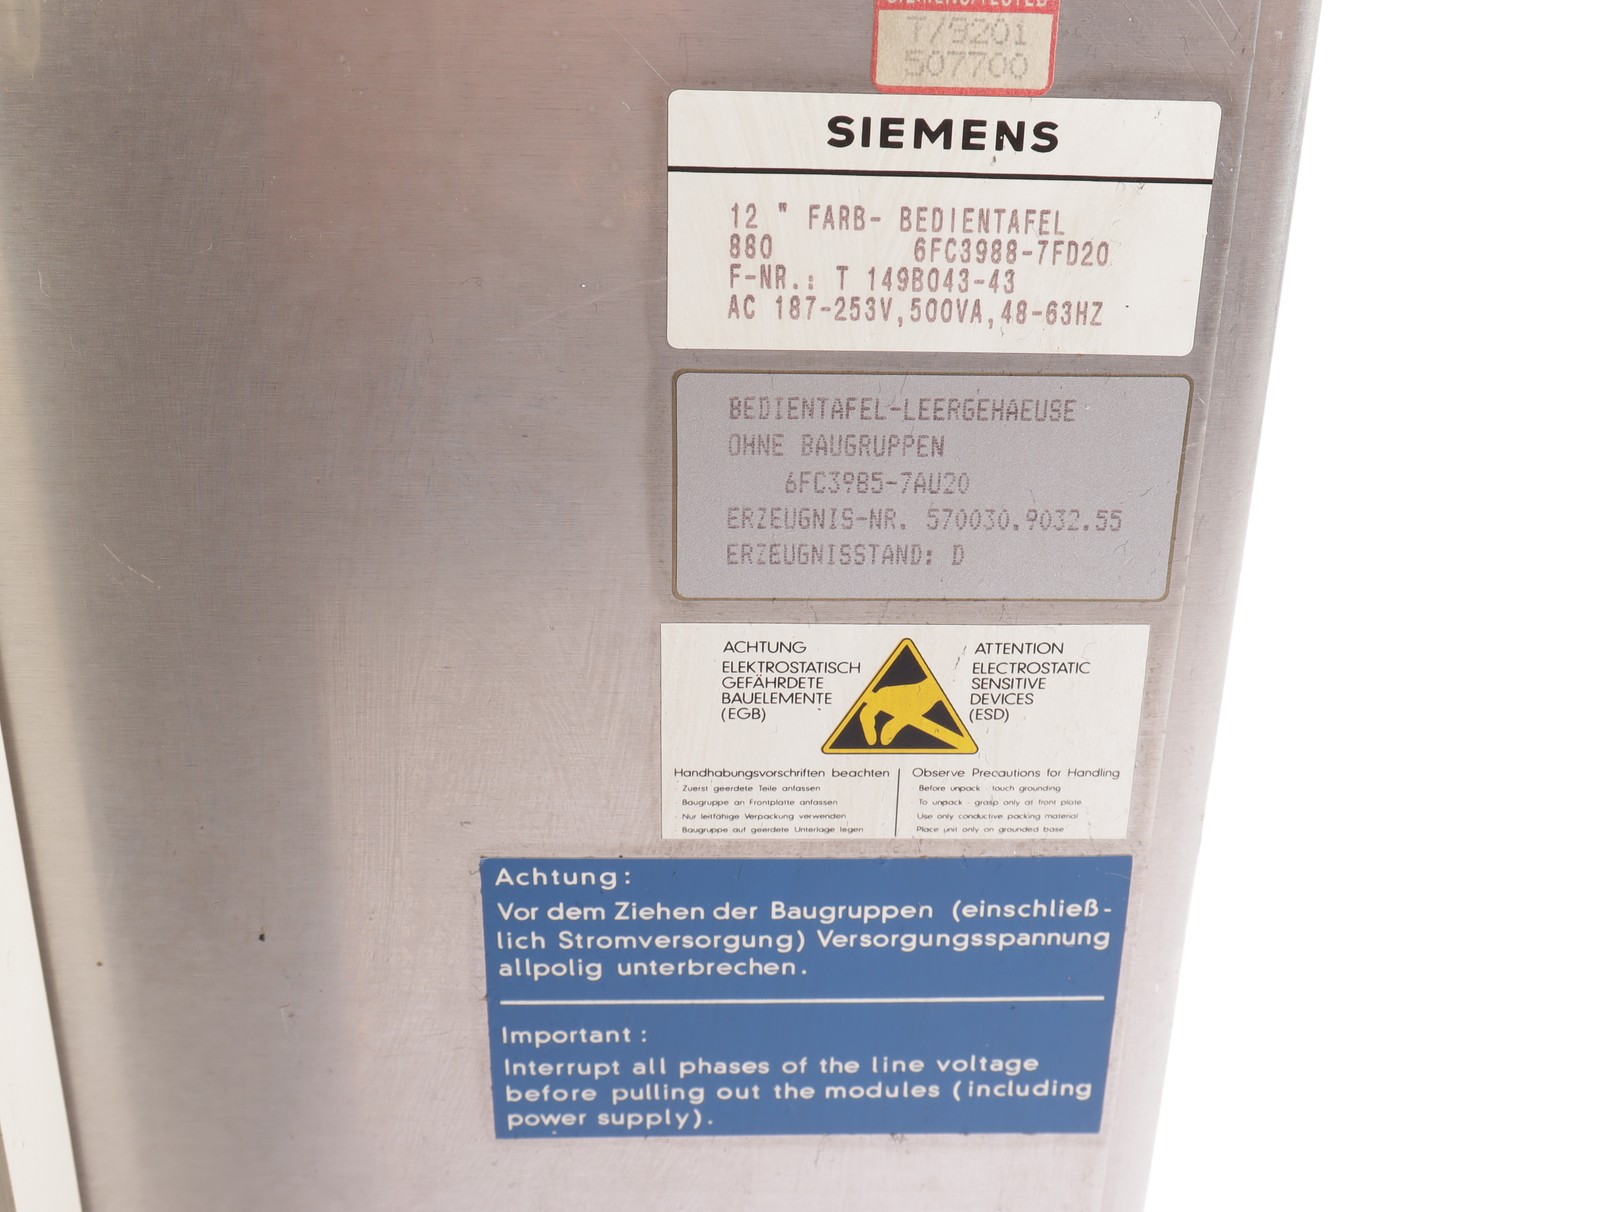 SIEMENS/TESTED
T/9201
507700
SIEMENS
12 " FARB- BEDIENTAFEL
880 6FC3988-7FD20
F-NR.: T 149B043-43
AC 187-253V,500VA,48-63HZ
BEDIENTAFEL-LEERGEHAEUSE
OHNE BAUGRUPPEN
6FC3985-7AU20
ERZEUGNIS-NR. 570030.9032.55
ERZEUGNISSTAND: D
ACHTUNG
ELEKTROSTATISCH
GEFÄHRDETE
BAUELEMENTE
(EGB)
ATTENTION
ELECTROSTATIC
SENSITIVE
DEVICES
(ESD)
Handhabungsvorschriften beachten
· Zuerst geerdete Teile anfassen
· Baugruppe an Frontplatte anfassen
· Nur leitfähige Verpackung verwenden
· Baugruppe auf geerdete Unterlage legen
Observe Precautions for Handling
· Before unpack - touch grounding
· To unpack - grasp only at front plate
· Use only conductive packing material
· Place unit only on grounded base
Achtung:
Vor dem Ziehen der Baugruppen (einschließ-
lich Stromversorgung) Versorgungsspannung
allpolig unterbrechen.
Important:
Interrupt all phases of the line voltage
before pulling out the modules (including
power supply).